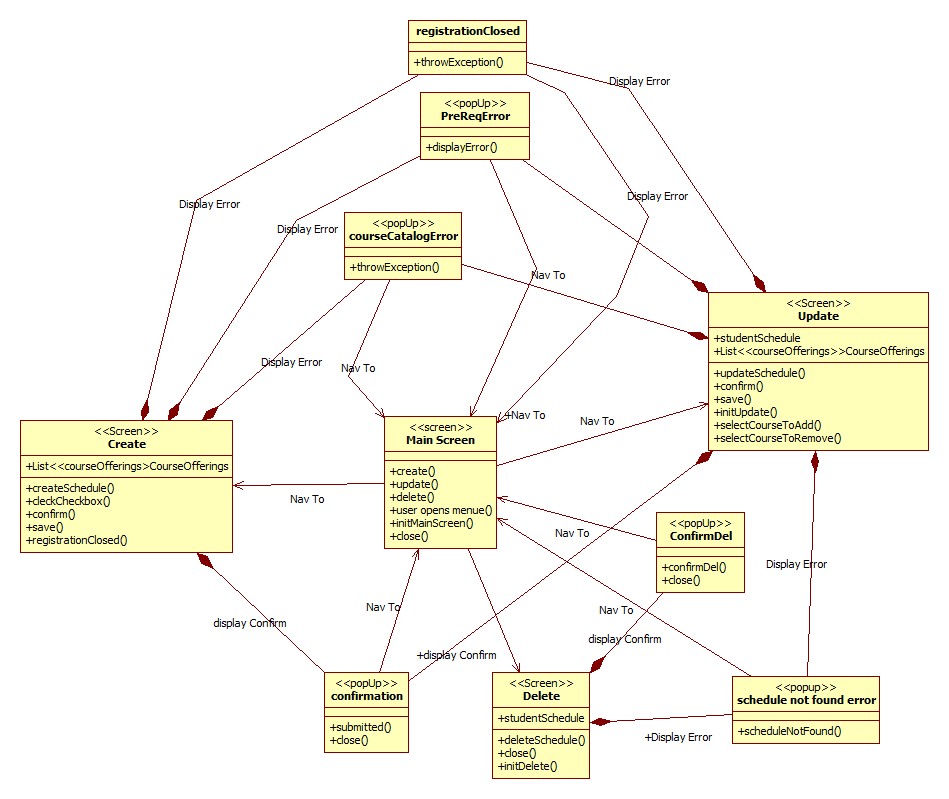 registrationClosed
+throwException()
Display Error
<<popUp>>
PreReqError
+displayError()
Display Error
Display Error
Display Error
<<popUp>>
courseCatalogError
+throwException()
Nav To
<<Screen>>
Update
+studentSchedule
+List<<courseOfferings>>CourseOfferings
+updateSchedule()
+confirm()
+save()
+initUpdate()
+selectCourseToAdd()
+selectCourseToRemove()
Display Error
Nav To
<<Screen>>
Create
+List<<courseOfferings>CourseOfferings
+createSchedule()
+cleckCheckbox()
+confirm()
+save()
+registrationClosed()
<<screen>>
Main Screen
+create()
+update()
+delete()
+user opens menue()
+initMainScreen()
+close()
+Nav To
Nav To
Nav To
<<popUp>>
ConfirmDel
+confirmDel()
+close()
Nav To
Display Error
Nav To
Nav To
display Confirm
display Confirm
+display Confirm
<<popUp>>
confirmation
+submitted()
+close()
<<Screen>>
Delete
+studentSchedule
+deleteSchedule()
+close()
+initDelete()
+Display Error
<<popup>>
schedule not found error
+scheduleNotFound()